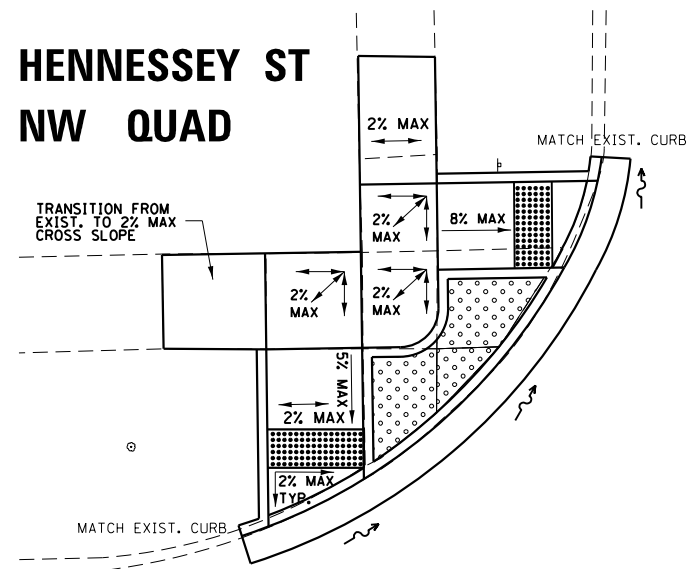 HENNESSEY ST
NW QUAD
2% MAX
MATCH EXIST. CURB
TRANSITION FROM
EXIST. TO 2% MAX
CROSS SLOPE
2%
MAX
8% MAX
2%
MAX
2%
MAX
5% MAX
2% MAX
2% MAX
TYP.
MATCH EXIST. CURB